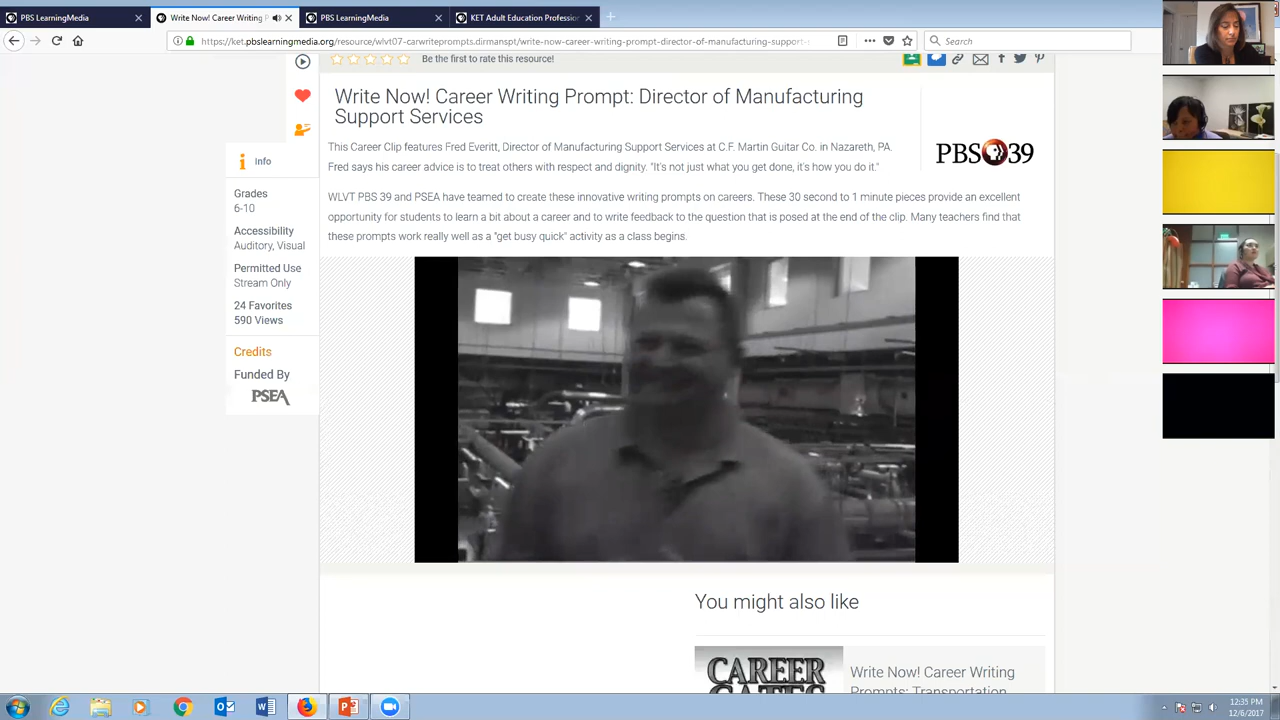 PBS LearningMedia
Write Now! Career Writing P
PBS LearningMedia
KET Adult Education Profession
https://ket.pbslearningmedia.org/resource/wlvt07-carwriteprompts.dirmanspt/write-now-career-writing-prompt-director-of-manufacturing-support-
Search
Be the first to rate this resource!
Write Now! Career Writing Prompt: Director of Manufacturing
Support Services
This Career Clip features Fred Everitt, Director of Manufacturing Support Services at C.F. Martin Guitar Co. in Nazareth, PA.
Fred says his career advice is to treat others with respect and dignity. "It's not just what you get done, it's how you do it."
PBS 39
WLVT PBS 39 and PSEA have teamed to create these innovative writing prompts on careers. These 30 second to 1 minute pieces provide an excellent
opportunity for students to learn a bit about a career and to write feedback to the question that is posed at the end of the clip. Many teachers find that
these prompts work really well as a "get busy quick" activity as a class begins.
Info
Grades
6-10
Accessibility
Auditory, Visual
Permitted Use
Stream Only
24 Favorites
590 Views
Credits
Funded By
PSEA
You might also like
CAREER
GATES
Write Now! Career Writing
Prompts: Transportation
12:35 PM
12/6/2017